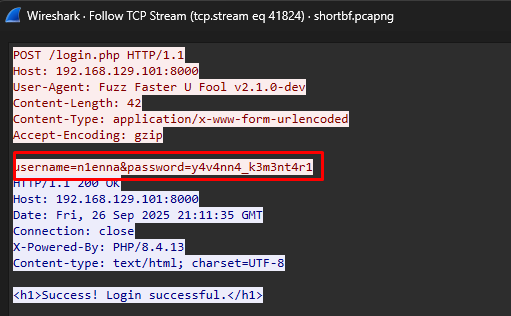 Wireshark · Follow TCP Stream (tcp.stream eq 41824) · shortbf.pcapng
POST /login.php HTTP/1.1
Host: 192.168.129.101:8000
User-Agent: Fuzz Faster U Fool v2.1.0-dev
Content-Length: 42
Content-Type: application/x-www-form-urlencoded
Accept-Encoding: gzip
username=n1enna&password=y4v4nn4_k3m3nt4r1
HTTP/1.1 200 OK
Host: 192.168.129.101:8000
Date: Fri, 26 Sep 2025 21:11:35 GMT
Connection: close
X-Powered-By: PHP/8.4.13
Content-type: text/html; charset=UTF-8
<h1>Success! Login successful.</h1>